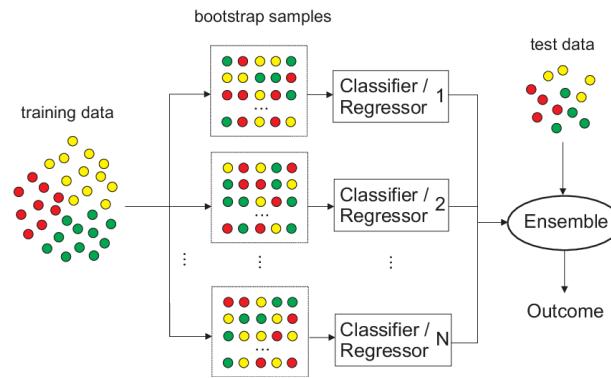 bootstrap samples
test data
training data
...
Classifier /
Regressor 1
...
Classifier /
Regressor 2
Ensemble
...
...
...
Outcome
...
Classifier /
Regressor N